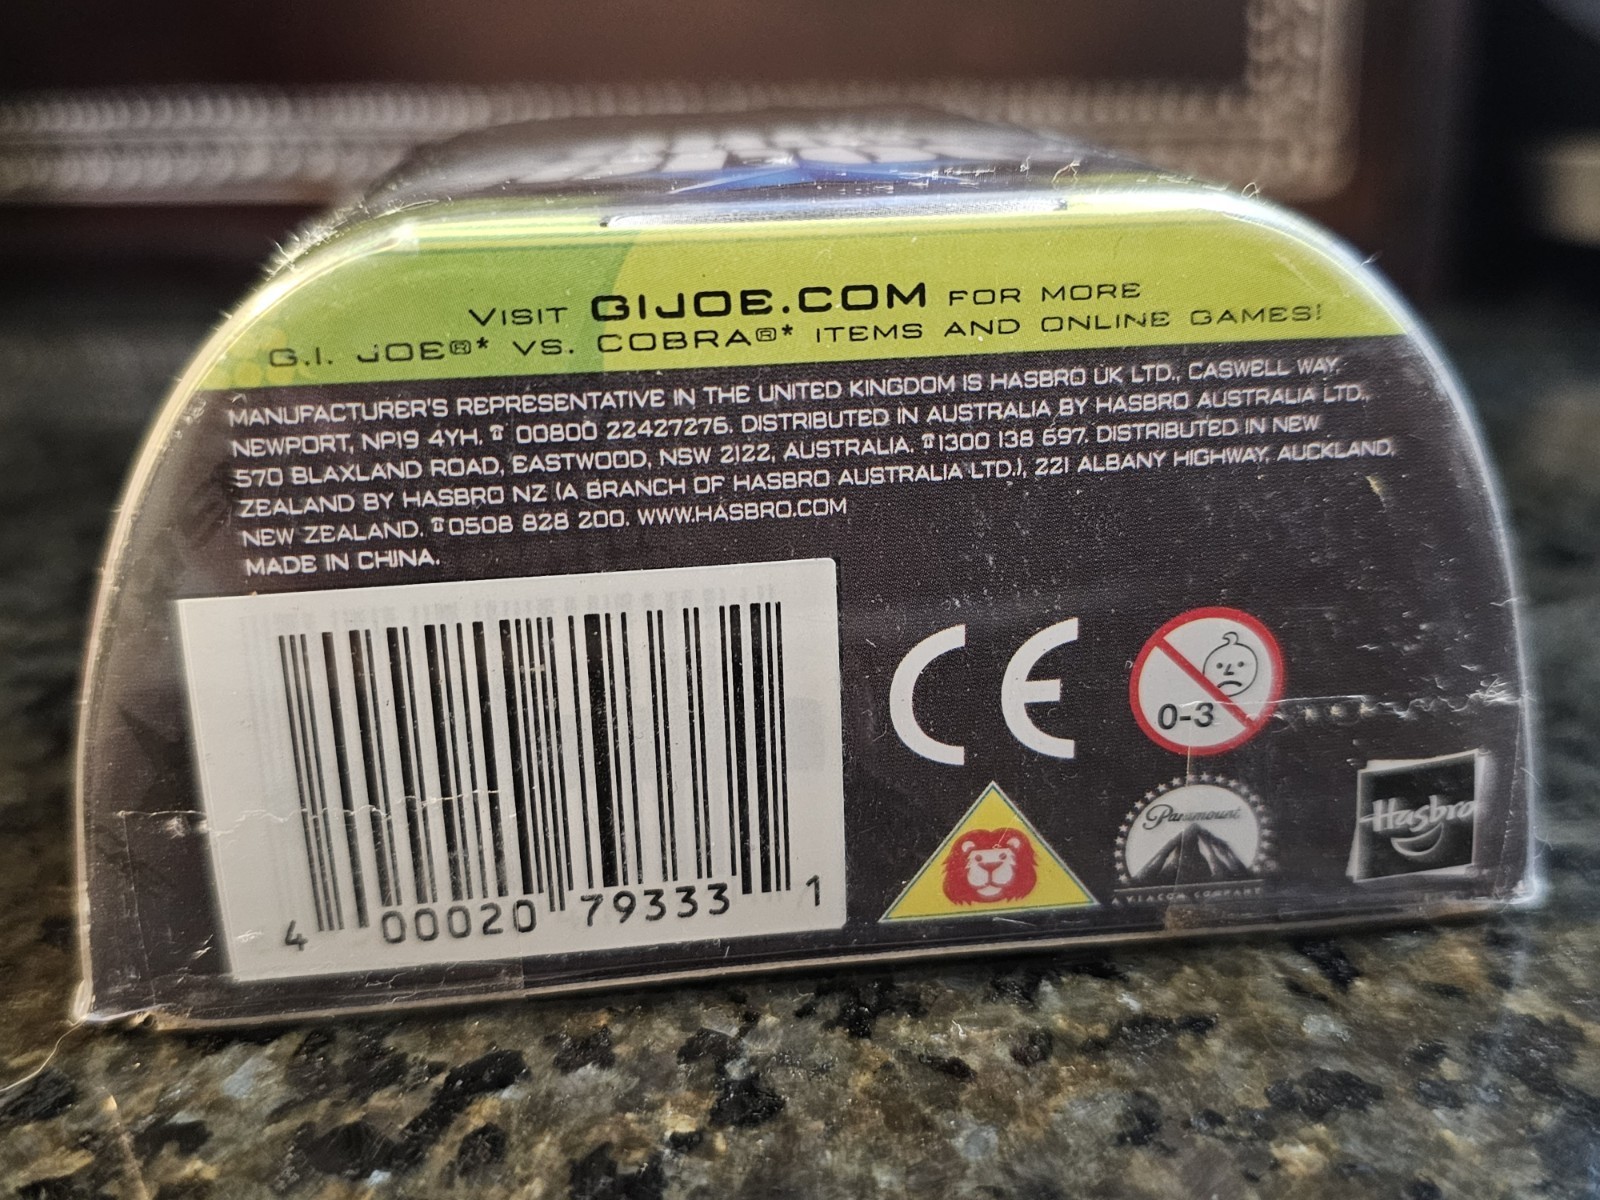 VISIT GIJOE.COM FOR MORE
G.I. JOE®* VS. COBRA®* ITEMS AND ONLINE GAMES!
MANUFACTURER'S REPRESENTATIVE IN THE UNITED KINGDOM IS HASBRO UK LTD., CASWELL WAY,
NEWPORT, NP19 4YH. ☎ 00800 22427276. DISTRIBUTED IN AUSTRALIA BY HASBRO AUSTRALIA LTD.,
570 BLAXLAND ROAD, EASTWOOD, NSW 2122, AUSTRALIA. ☎1300 138 697. DISTRIBUTED IN NEW
ZEALAND BY HASBRO NZ (A BRANCH OF HASBRO AUSTRALIA LTD.), 221 ALBANY HIGHWAY, AUCKLAND,
NEW ZEALAND. ☎0508 828 200. WWW.HASBRO.COM
MADE IN CHINA.
CE
0-3
Paramount
A VIACOM COMPANY
Hasbro
4 00020 79333 1